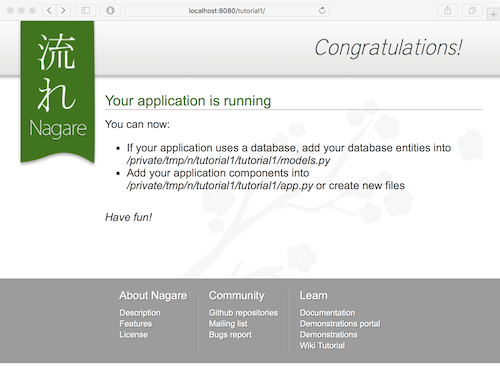 localhost:8080/tutorial1/
Congratulations!
流
れ
Nagare
Your application is running
You can now:
If your application uses a database, add your database entities into
/private/tmp/n/tutorial1/tutorial1/models.py
Add your application components into
/private/tmp/n/tutorial1/tutorial1/app.py or create new files
Have fun!
About Nagare
Description
Features
License
Community
Github repositories
Mailing list
Bugs report
Learn
Documentation
Demonstrations portal
Demonstrations
Wiki Tutorial